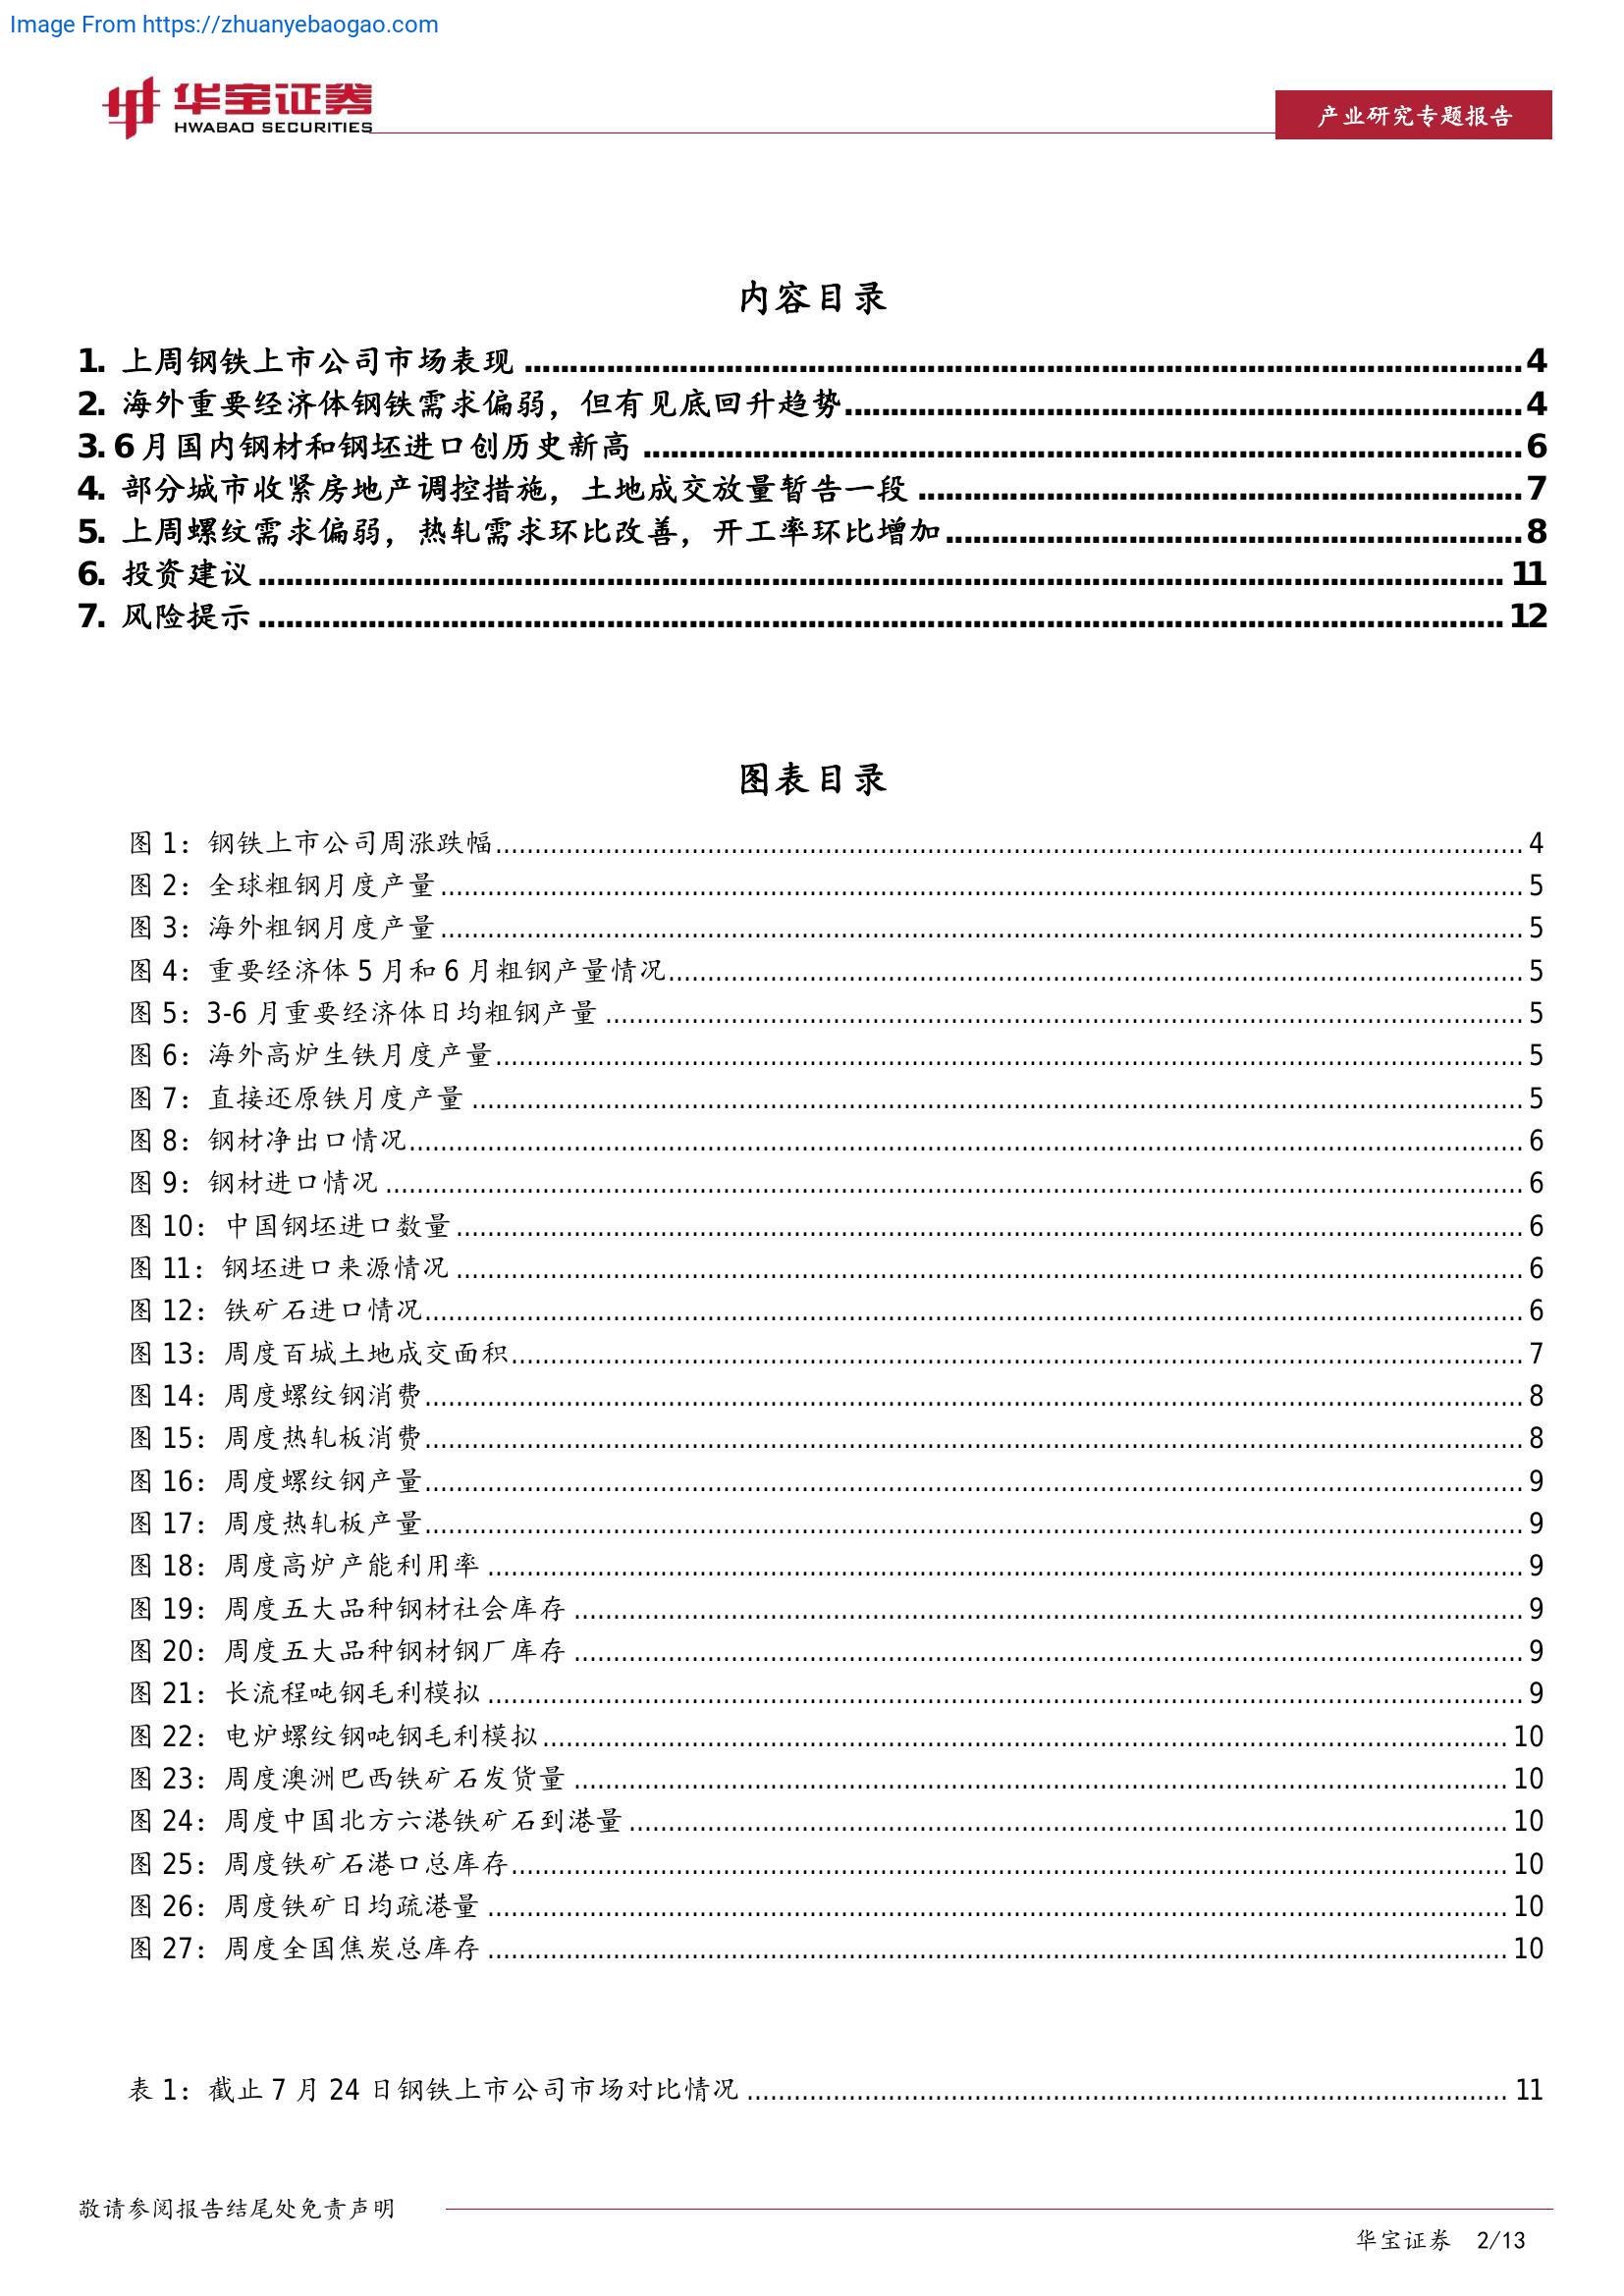 Image From https://zhuanyebaogao.com
华宝证券
HWABAO SECURITIES
产业研究专题报告
内容目录
1. 上周钢铁上市公司市场表现 4
2. 海外重要经济体钢铁需求偏弱，但有见底回升趋势 4
3. 6 月国内钢材和钢坯进口创历史新高 6
4. 部分城市收紧房地产调控措施，土地成交放量暂告一段 7
5. 上周螺纹需求偏弱，热轧需求环比改善，开工率环比增加 8
6. 投资建议 11
7. 风险提示 12
图表目录
图 1：钢铁上市公司周涨跌幅 4
图 2：全球粗钢月度产量 5
图 3：海外粗钢月度产量 5
图 4：重要经济体 5 月和 6 月粗钢产量情况 5
图 5：3-6 月重要经济体日均粗钢产量 5
图 6：海外高炉生铁月度产量 5
图 7：直接还原铁月度产量 5
图 8：钢材净出口情况 6
图 9：钢材进口情况 6
图 10：中国钢坯进口数量 6
图 11：钢坯进口来源情况 6
图 12：铁矿石进口情况 6
图 13：周度百城土地成交面积 7
图 14：周度螺纹钢消费 8
图 15：周度热轧板消费 8
图 16：周度螺纹钢产量 9
图 17：周度热轧板产量 9
图 18：周度高炉产能利用率 9
图 19：周度五大品种钢材社会库存 9
图 20：周度五大品种钢材钢厂库存 9
图 21：长流程吨钢毛利模拟 9
图 22：电炉螺纹钢吨钢毛利模拟 10
图 23：周度澳洲巴西铁矿石发货量 10
图 24：周度中国北方六港铁矿石到港量 10
图 25：周度铁矿石港口总库存 10
图 26：周度铁矿日均疏港量 10
图 27：周度全国焦炭总库存 10
表 1：截止 7 月 24 日钢铁上市公司市场对比情况 11
敬请参阅报告结尾处免责声明
华宝证券 2/13